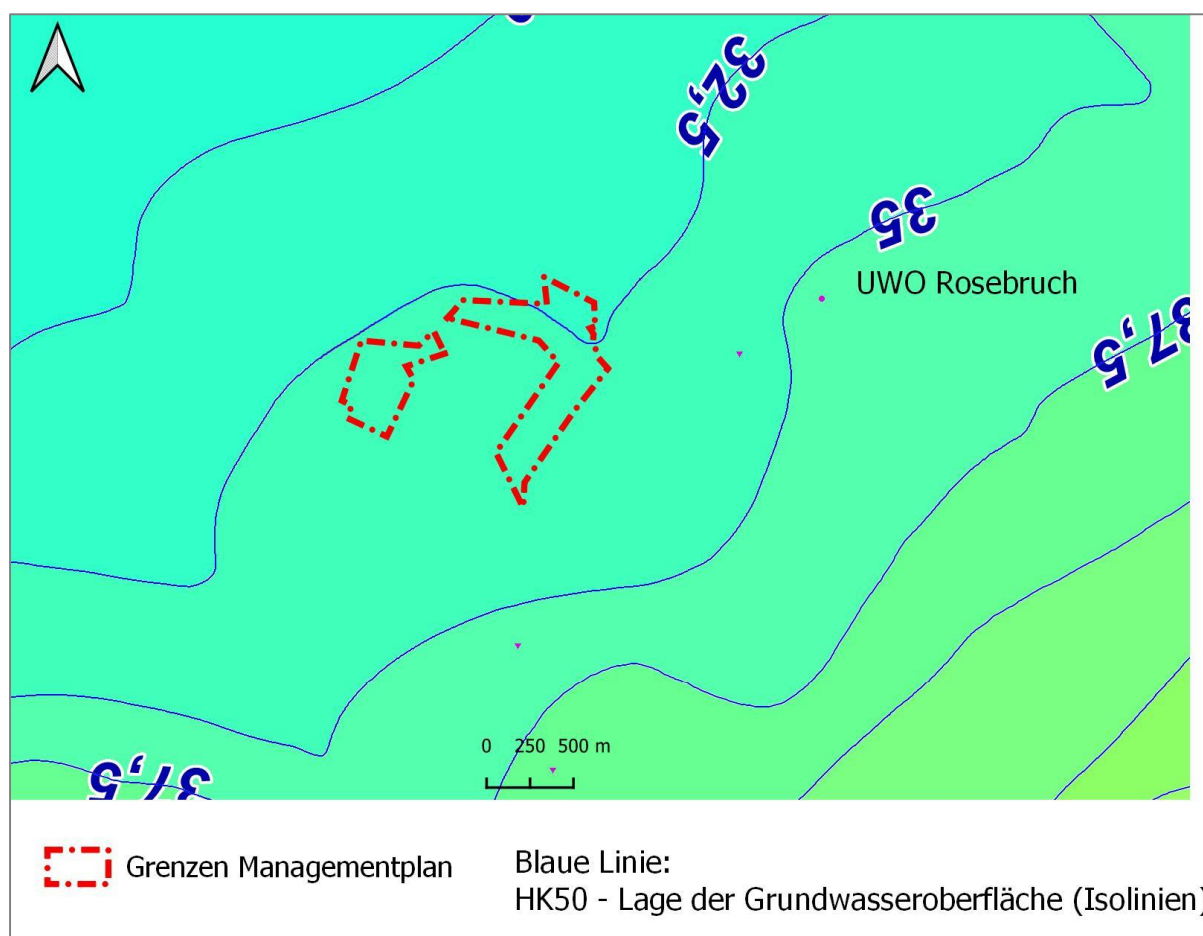 32,5
35
UWO Rosebruch
37,5
37,5
0 250 500 m
Grenzen Managementplan
Blaue Linie:
HK50 - Lage der Grundwasseroberfläche (Isolinien)